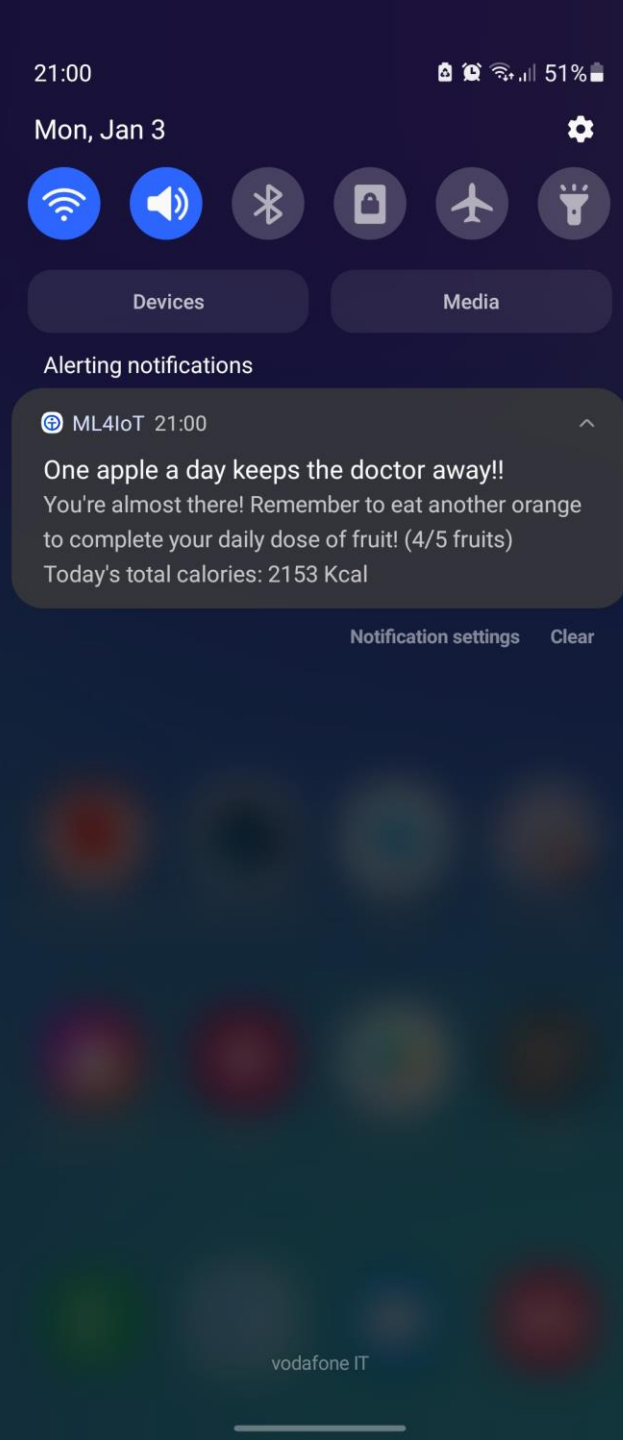 21:00
51%
Mon, Jan 3
Devices
Media
Alerting notifications
ML4IoT 21:00
One apple a day keeps the doctor away!!
You're almost there! Remember to eat another orange
to complete your daily dose of fruit! (4/5 fruits)
Today's total calories: 2153 Kcal
Notification settings
Clear
vodafone IT